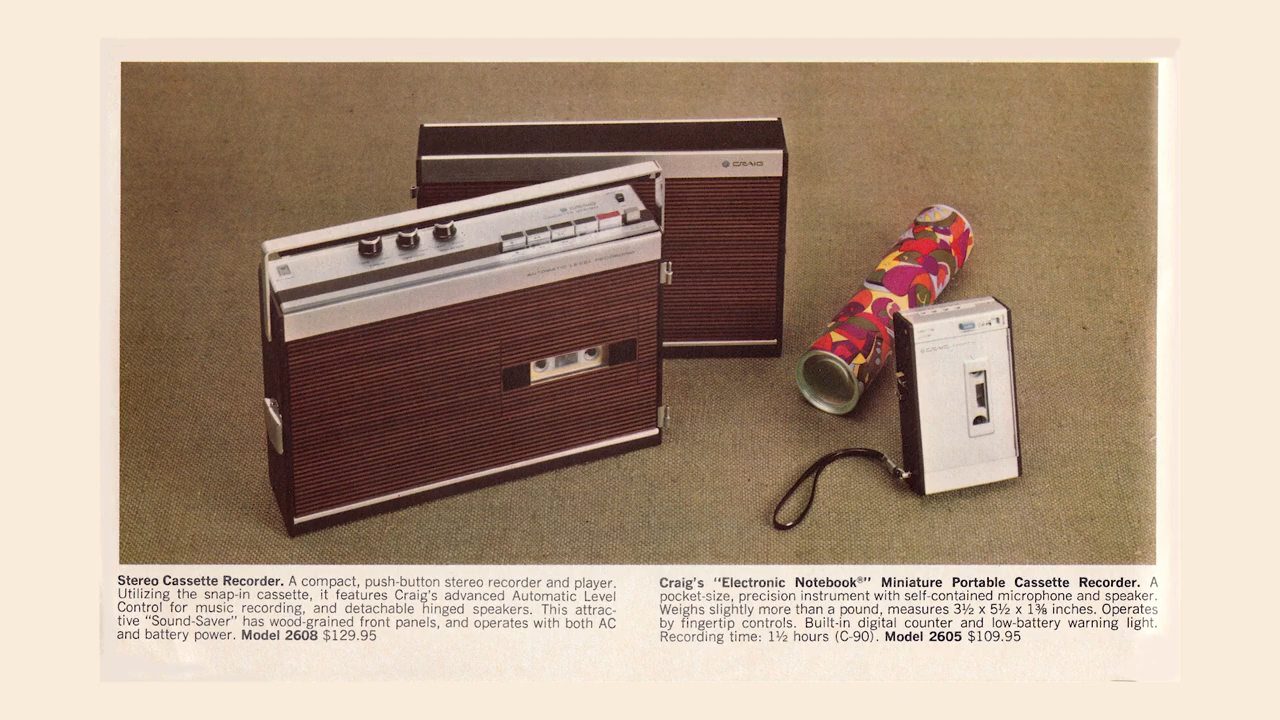 CRAIG
AUTOMATIC LEVEL RECORDING
Stereo Cassette Recorder. A compact, push-button stereo recorder and player.
Utilizing the snap-in cassette, it features Craig's advanced Automatic Level
Control for music recording, and detachable hinged speakers. This attrac-
tive “Sound-Saver” has wood-grained front panels, and operates with both AC
and battery power. Model 2608 $129.95
Craig's “Electronic Notebook®” Miniature Portable Cassette Recorder. A
pocket-size, precision instrument with self-contained microphone and speaker.
Weighs slightly more than a pound, measures 3½ x 5½ x 1⅜ inches. Operates
by fingertip controls. Built-in digital counter and low-battery warning light.
Recording time: 1½ hours (C-90). Model 2605 $109.95